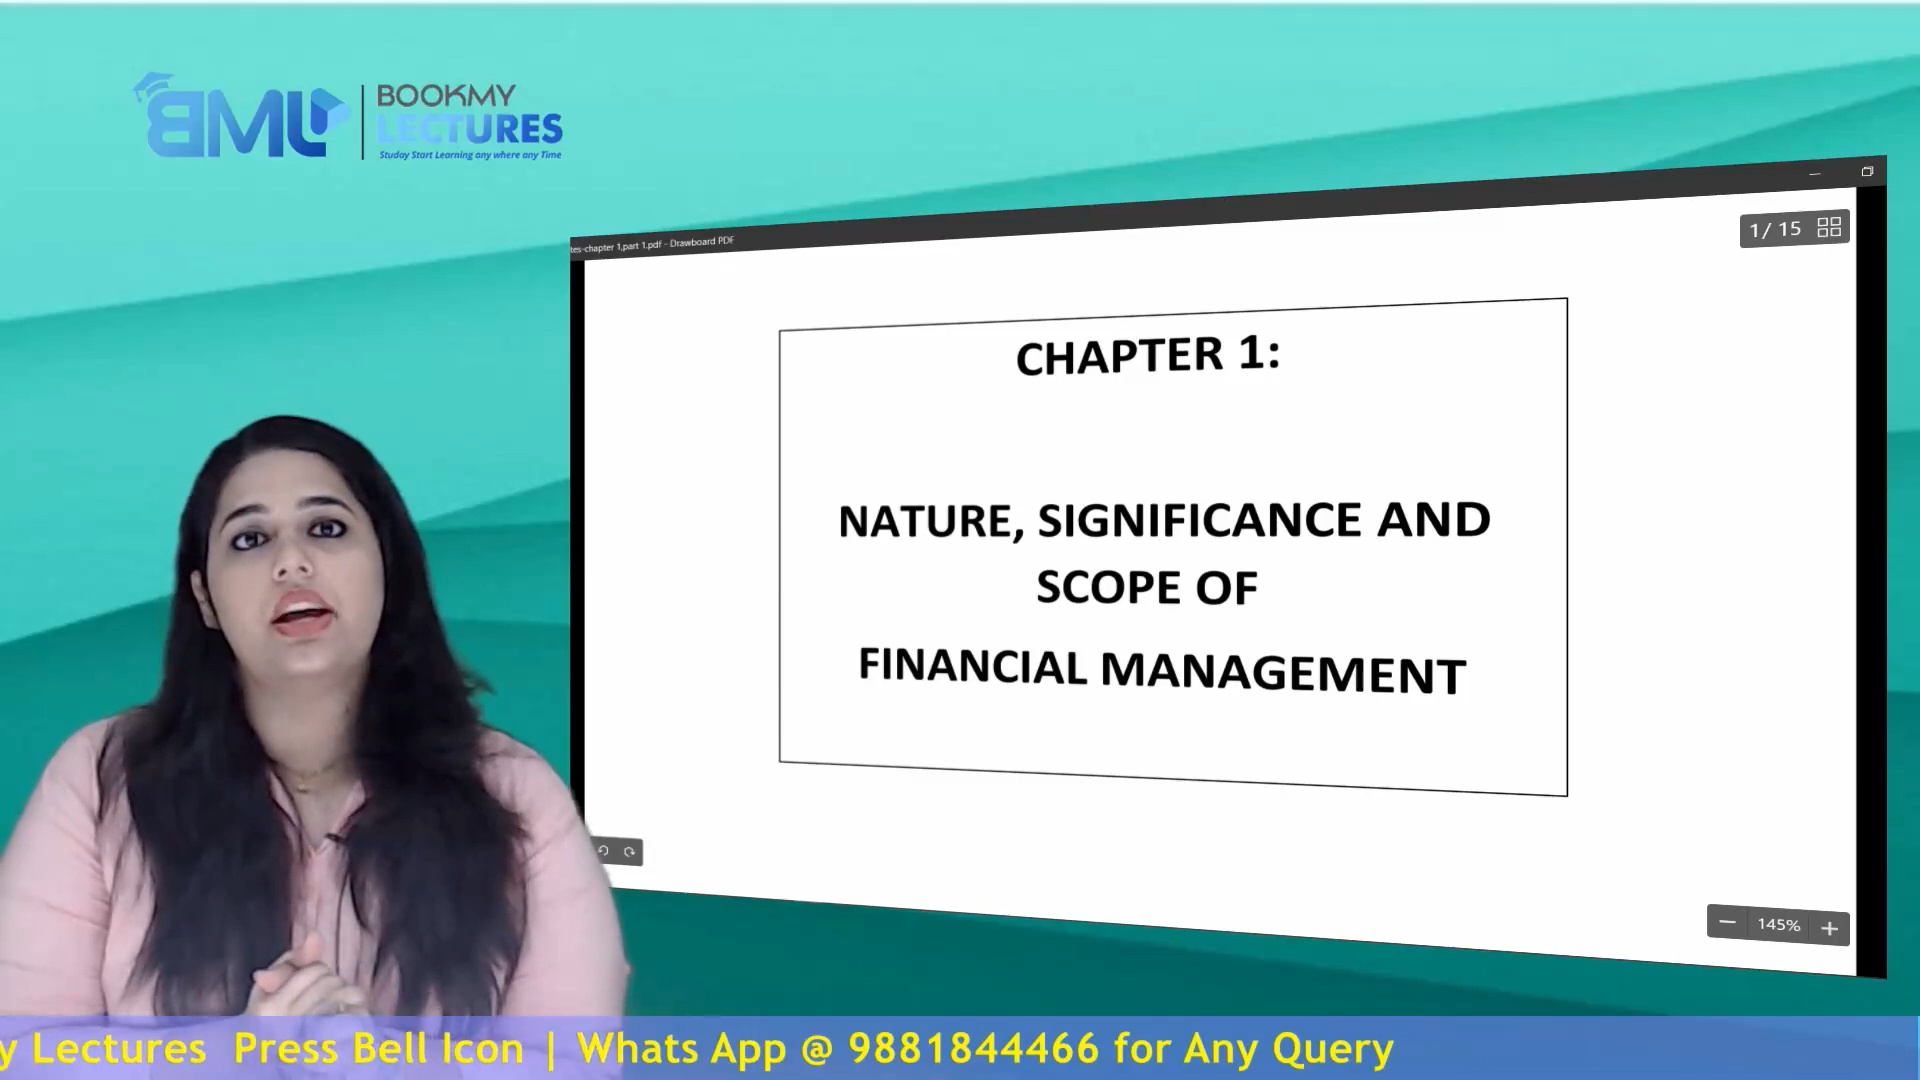 BML
BOOKMY
LECTURES
Studay Start Learning any where any Time
tes-chapter 1,part 1.pdf - Drawboard PDF
1/ 15
CHAPTER 1:
NATURE, SIGNIFICANCE AND
SCOPE OF
FINANCIAL MANAGEMENT
145%
y Lectures Press Bell Icon | Whats App @ 9881844466 for Any Query